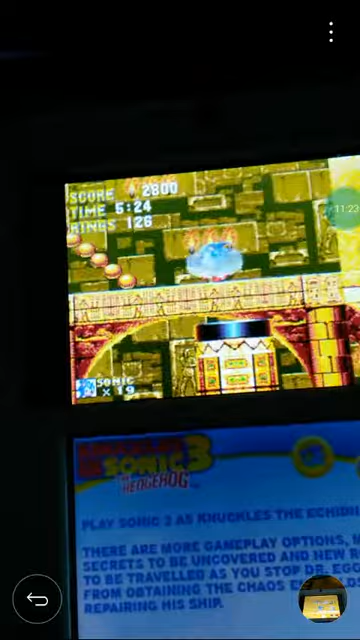 SCORE 2800
TIME 5:24
RINGS 126
11:23
SONIC
x 19
SONIC 3
THE HEDGEHOG
PLAY SONIC 3 AS KNUCKLES THE ECHIDN
THERE ARE MORE GAMEPLAY OPTIONS, M
SECRETS TO BE UNCOVERED AND NEW R
TO BE TRAVELLED AS YOU STOP DR. EGG
FROM OBTAINING THE CHAOS E
REPAIRING HIS SHIP.